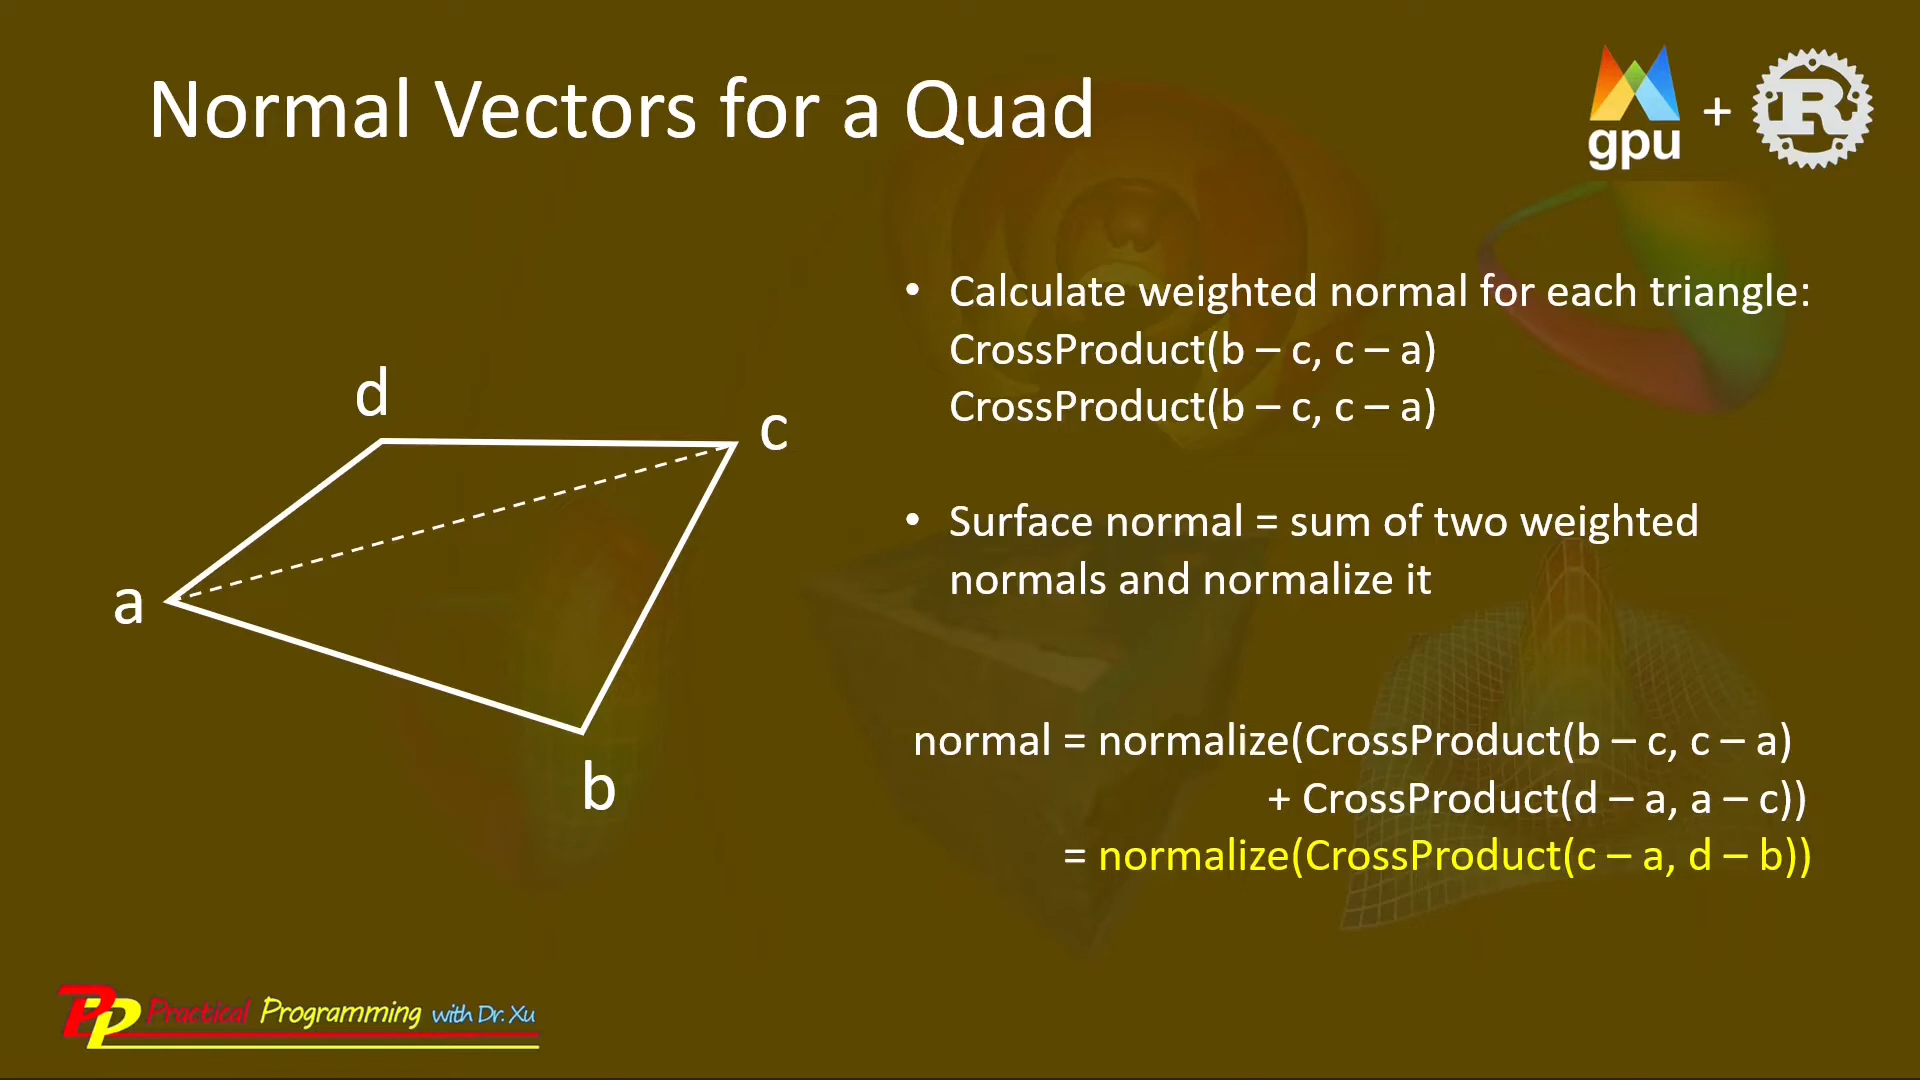 Normal Vectors for a Quad
gpu + R
• Calculate weighted normal for each triangle:
CrossProduct(b – c, c – a)
CrossProduct(b – c, c – a)
d
c
• Surface normal = sum of two weighted
normals and normalize it
a
b
normal = normalize(CrossProduct(b – c, c – a)
+ CrossProduct(d – a, a – c))
= normalize(CrossProduct(c – a, d – b))
PP Practical Programming with Dr. Xu